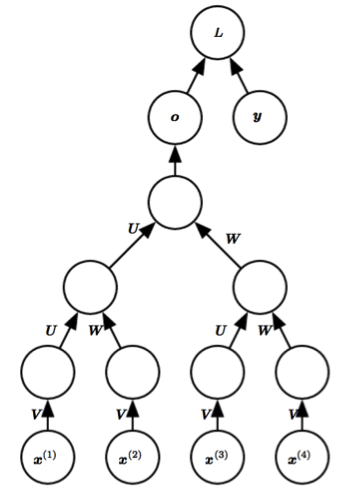 L
o y
U W
U W U W
V V V V
x(1) x(2) x(3) x(4)